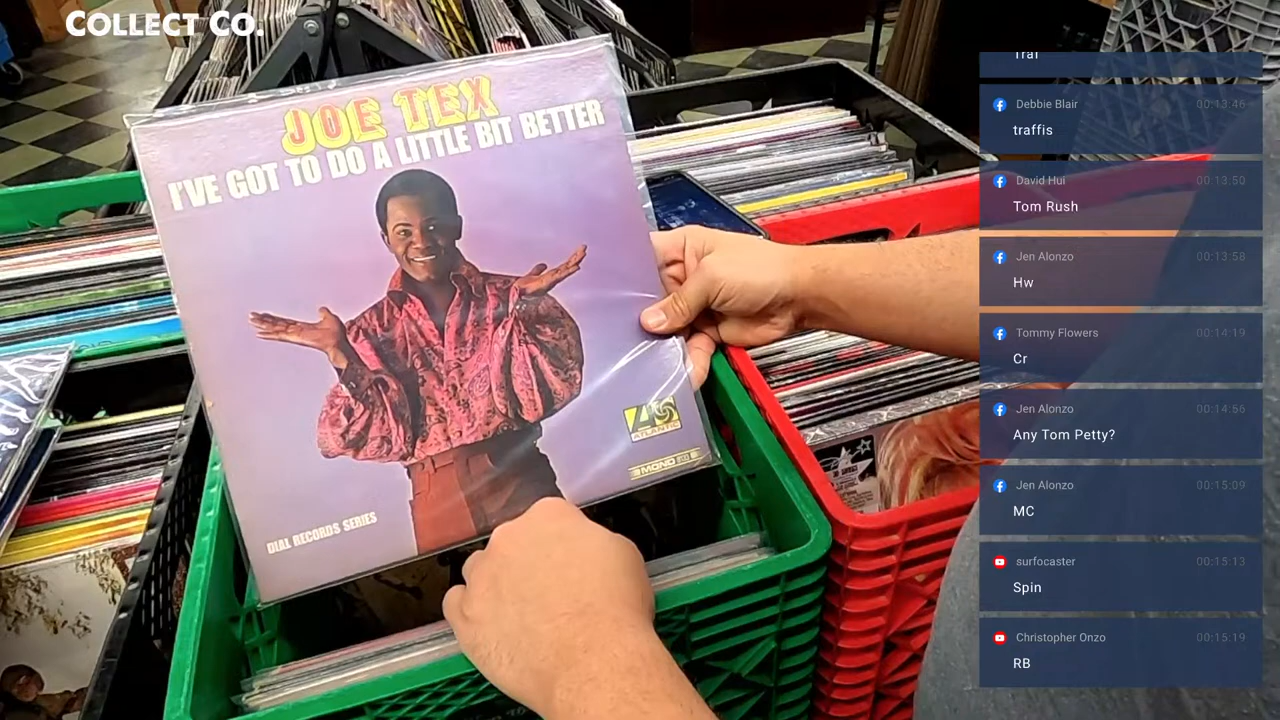 COLLECT CO.
JOE TEX
I'VE GOT TO DO A LITTLE BIT BETTER
ATLANTIC
MONO
DIAL RECORDS SERIES
Traf
Debbie Blair 00:13:46
traffis
David Hui 00:13:50
Tom Rush
Jen Alonzo 00:13:58
Hw
Tommy Flowers 00:14:19
Cr
Jen Alonzo 00:14:56
Any Tom Petty?
Jen Alonzo 00:15:09
MC
surfocaster 00:15:13
Spin
Christopher Onzo 00:15:19
RB